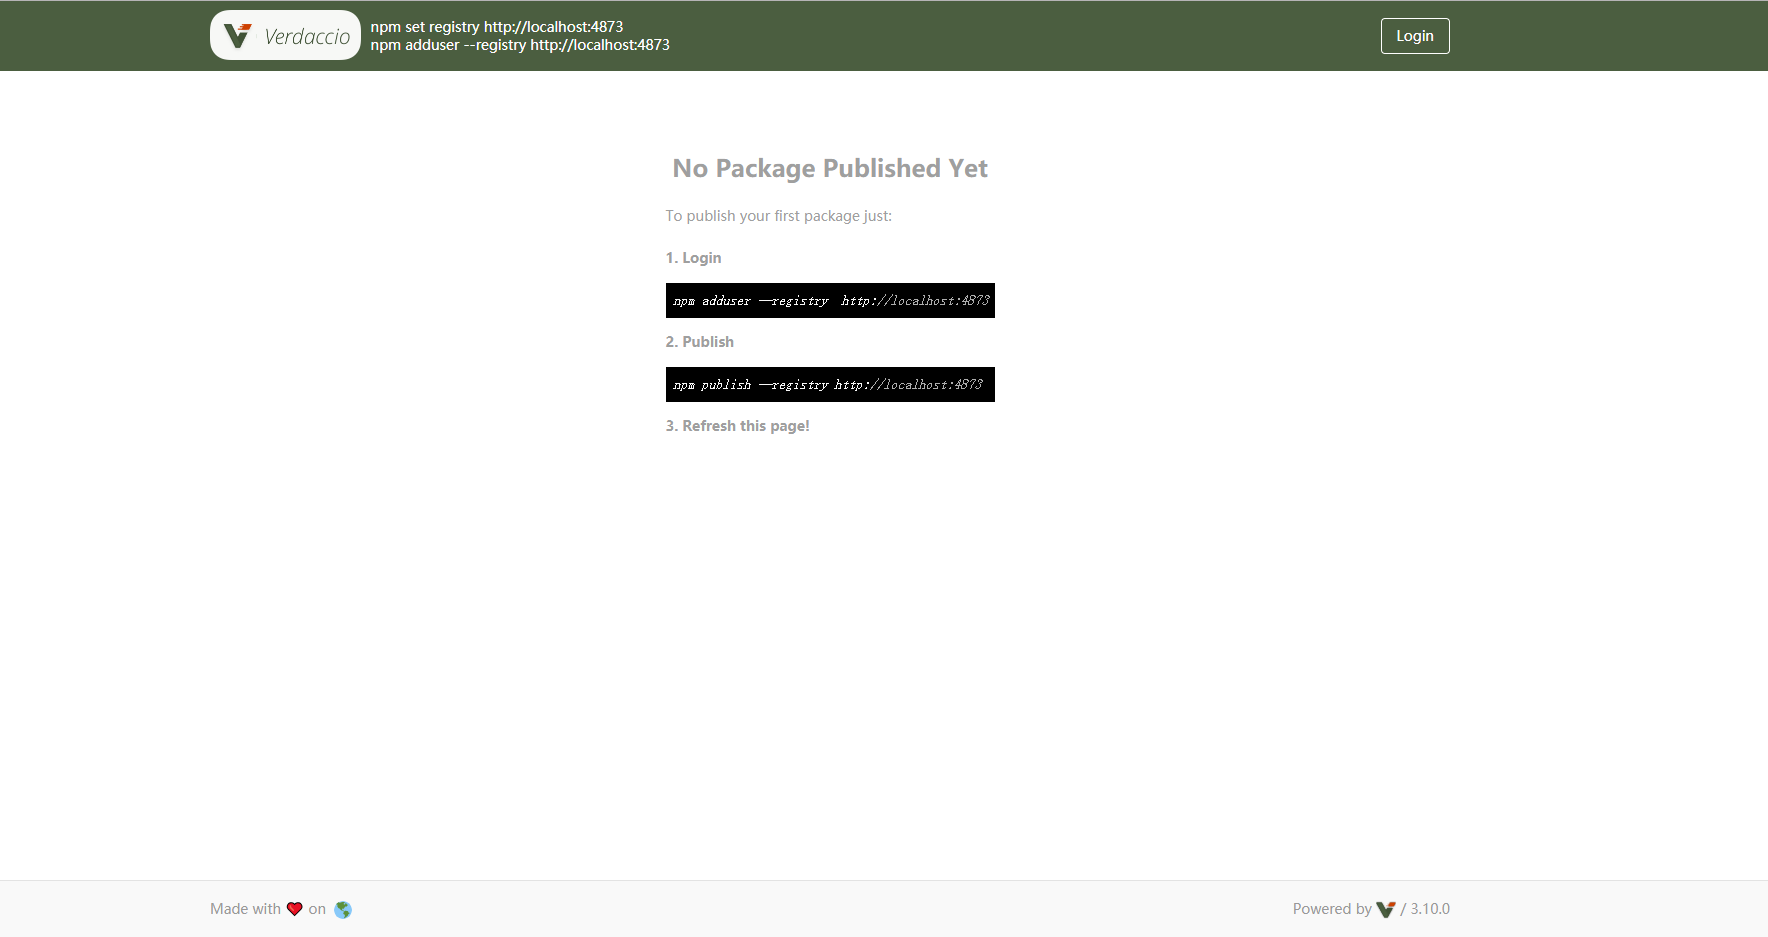 Verdaccio
npm set registry http://localhost:4873
npm adduser --registry http://localhost:4873
Login
No Package Published Yet
To publish your first package just:
1. Login
npm adduser --registry  http://localhost:4873
2. Publish
npm publish --registry http://localhost:4873
3. Refresh this page!
Made with ❤ on 🌎
Powered by / 3.10.0